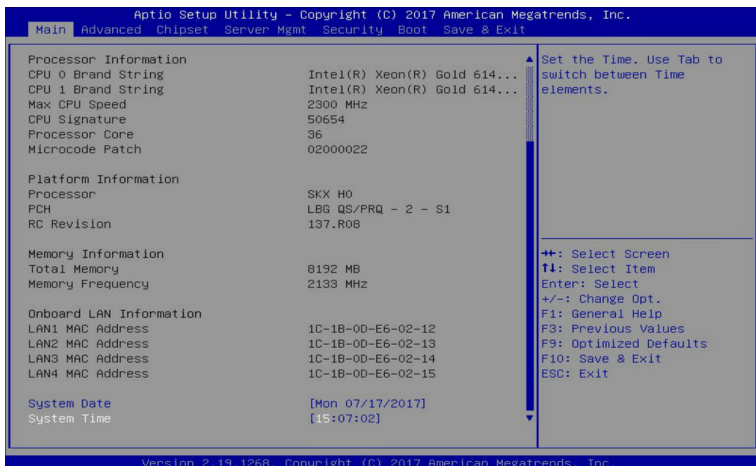 Aptio Setup Utility – Copyright (C) 2017 American Megatrends, Inc.
Main Advanced Chipset Server Mgmt Security Boot Save & Exit
Processor Information
CPU 0 Brand String Intel(R) Xeon(R) Gold 614...
CPU 1 Brand String Intel(R) Xeon(R) Gold 614...
Max CPU Speed 2300 MHz
CPU Signature 50654
Processor Core 36
Microcode Patch 02000022
Platform Information
Processor SKX H0
PCH LBG QS/PRQ - 2 - S1
RC Revision 137.R08
Memory Information
Total Memory 8192 MB
Memory Frequency 2133 MHz
Onboard LAN Information
LAN1 MAC Address 1C-1B-0D-E6-02-12
LAN2 MAC Address 1C-1B-0D-E6-02-13
LAN3 MAC Address 1C-1B-0D-E6-02-14
LAN4 MAC Address 1C-1B-0D-E6-02-15
System Date [Mon 07/17/2017]
System Time [15:07:02]
Set the Time. Use Tab to
switch between Time
elements.
→←: Select Screen
↑↓: Select Item
Enter: Select
+/-: Change Opt.
F1: General Help
F3: Previous Values
F9: Optimized Defaults
F10: Save & Exit
ESC: Exit
Version 2.19.1268. Copyright (C) 2017 American Megatrends, Inc.